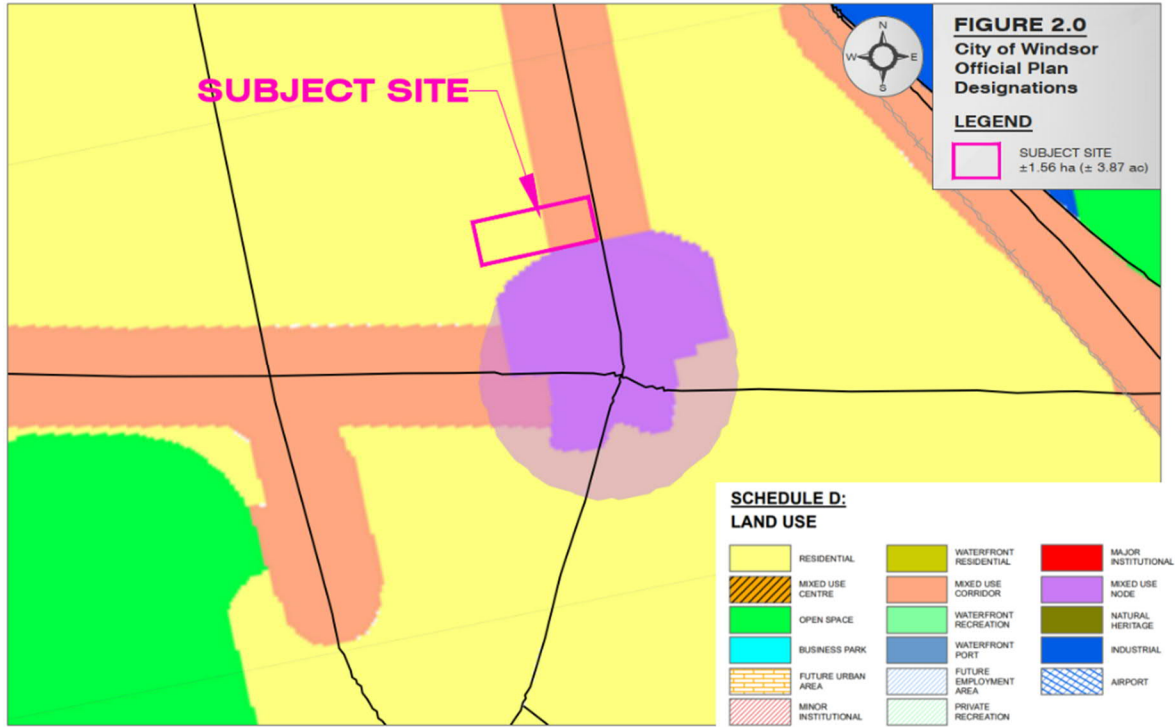 SUBJECT SITE
N
W
E
S
FIGURE 2.0
City of Windsor
Official Plan
Designations
LEGEND
SUBJECT SITE
±1.56 ha (± 3.87 ac)
SCHEDULE D:
LAND USE
RESIDENTIAL
WATERFRONT
RESIDENTIAL
MAJOR
INSTITUTIONAL
MIXED USE
CENTRE
MIXED USE
CORRIDOR
MIXED USE
NODE
OPEN SPACE
WATERFRONT
RECREATION
NATURAL
HERITAGE
BUSINESS PARK
WATERFRONT
PORT
INDUSTRIAL
FUTURE URBAN
AREA
FUTURE
EMPLOYMENT
AREA
AIRPORT
MINOR
INSTITUTIONAL
PRIVATE
RECREATION